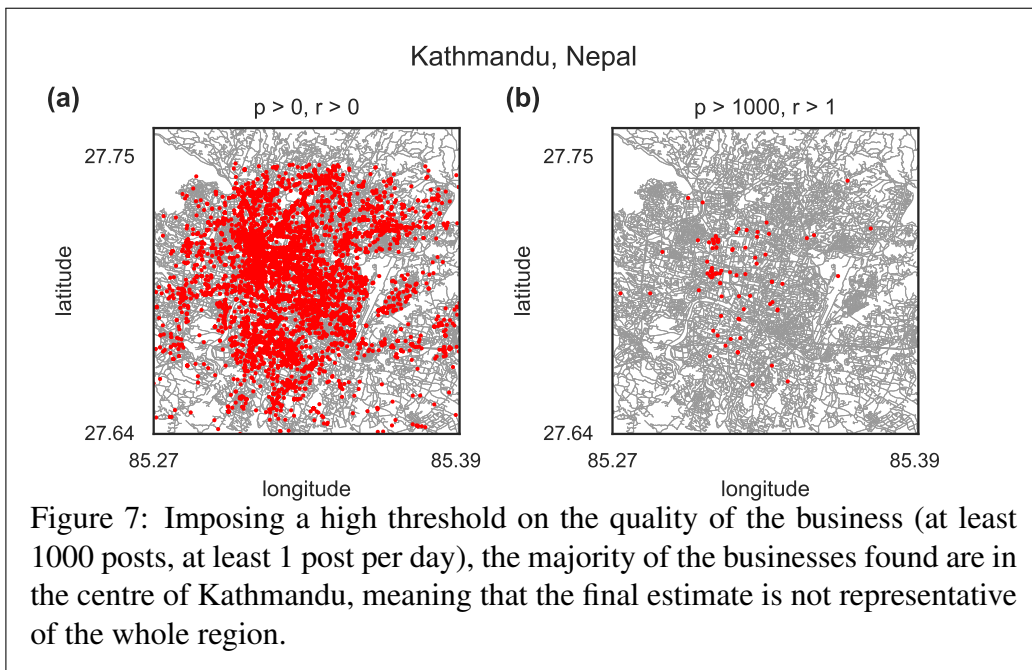 Kathmandu, Nepal
(a)
p > 0, r > 0
27.75
latitude
27.64
85.27
85.39
longitude
(b)
p > 1000, r > 1
27.75
latitude
27.64
85.27
85.39
longitude
Figure 7: Imposing a high threshold on the quality of the business (at least
1000 posts, at least 1 post per day), the majority of the businesses found are in
the centre of Kathmandu, meaning that the final estimate is not representative
of the whole region.